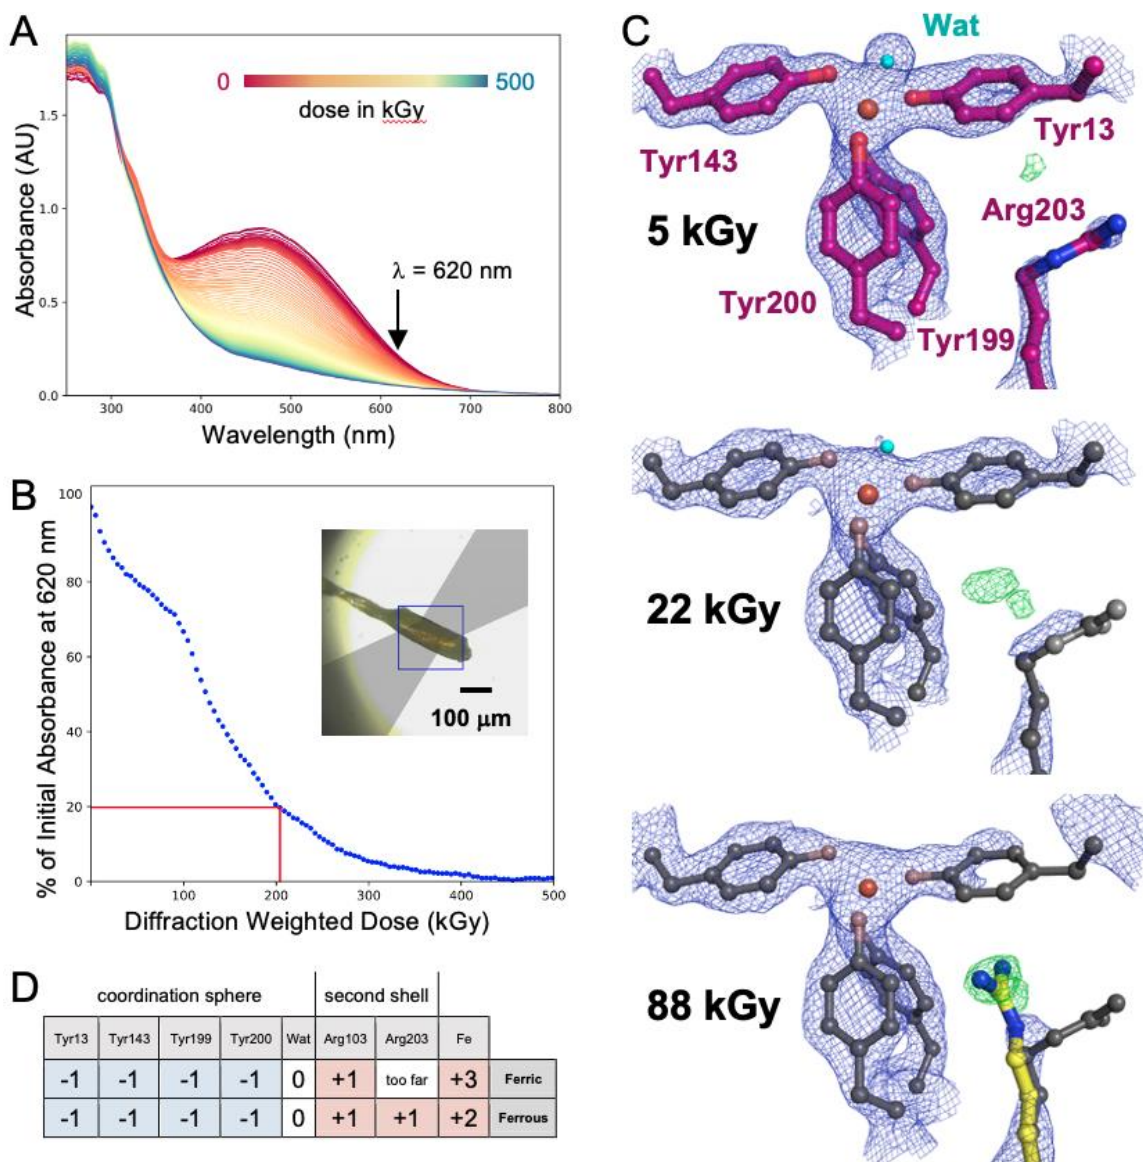 A
Absorbance (AU)
1.5
1.0
0.5
0.0
0
500
dose in kGy
λ = 620 nm
300
400
500
600
700
800
Wavelength (nm)
B
% of Initial Absorbance at 620 nm
100
80
60
40
20
0
100 μm
100
200
300
400
500
Diffraction Weighted Dose (kGy)
C
Wat
Tyr143
Tyr13
5 kGy
Arg203
Tyr200
Tyr199
22 kGy
88 kGy
D
coordination sphere second shell
Tyr13 Tyr143 Tyr199 Tyr200 Wat Arg103 Arg203 Fe
-1 -1 -1 -1 0 +1 too far +3 Ferric
-1 -1 -1 -1 0 +1 +1 +2 Ferrous